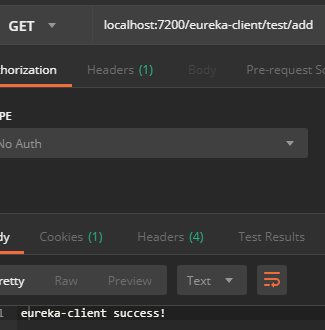 GET localhost:7200/eureka-client/test/add
thorization Headers (1) Body Pre-request Sc
PE
No Auth
dy Cookies (1) Headers (4) Test Results
retty Raw Preview Text
1 eureka-client success!